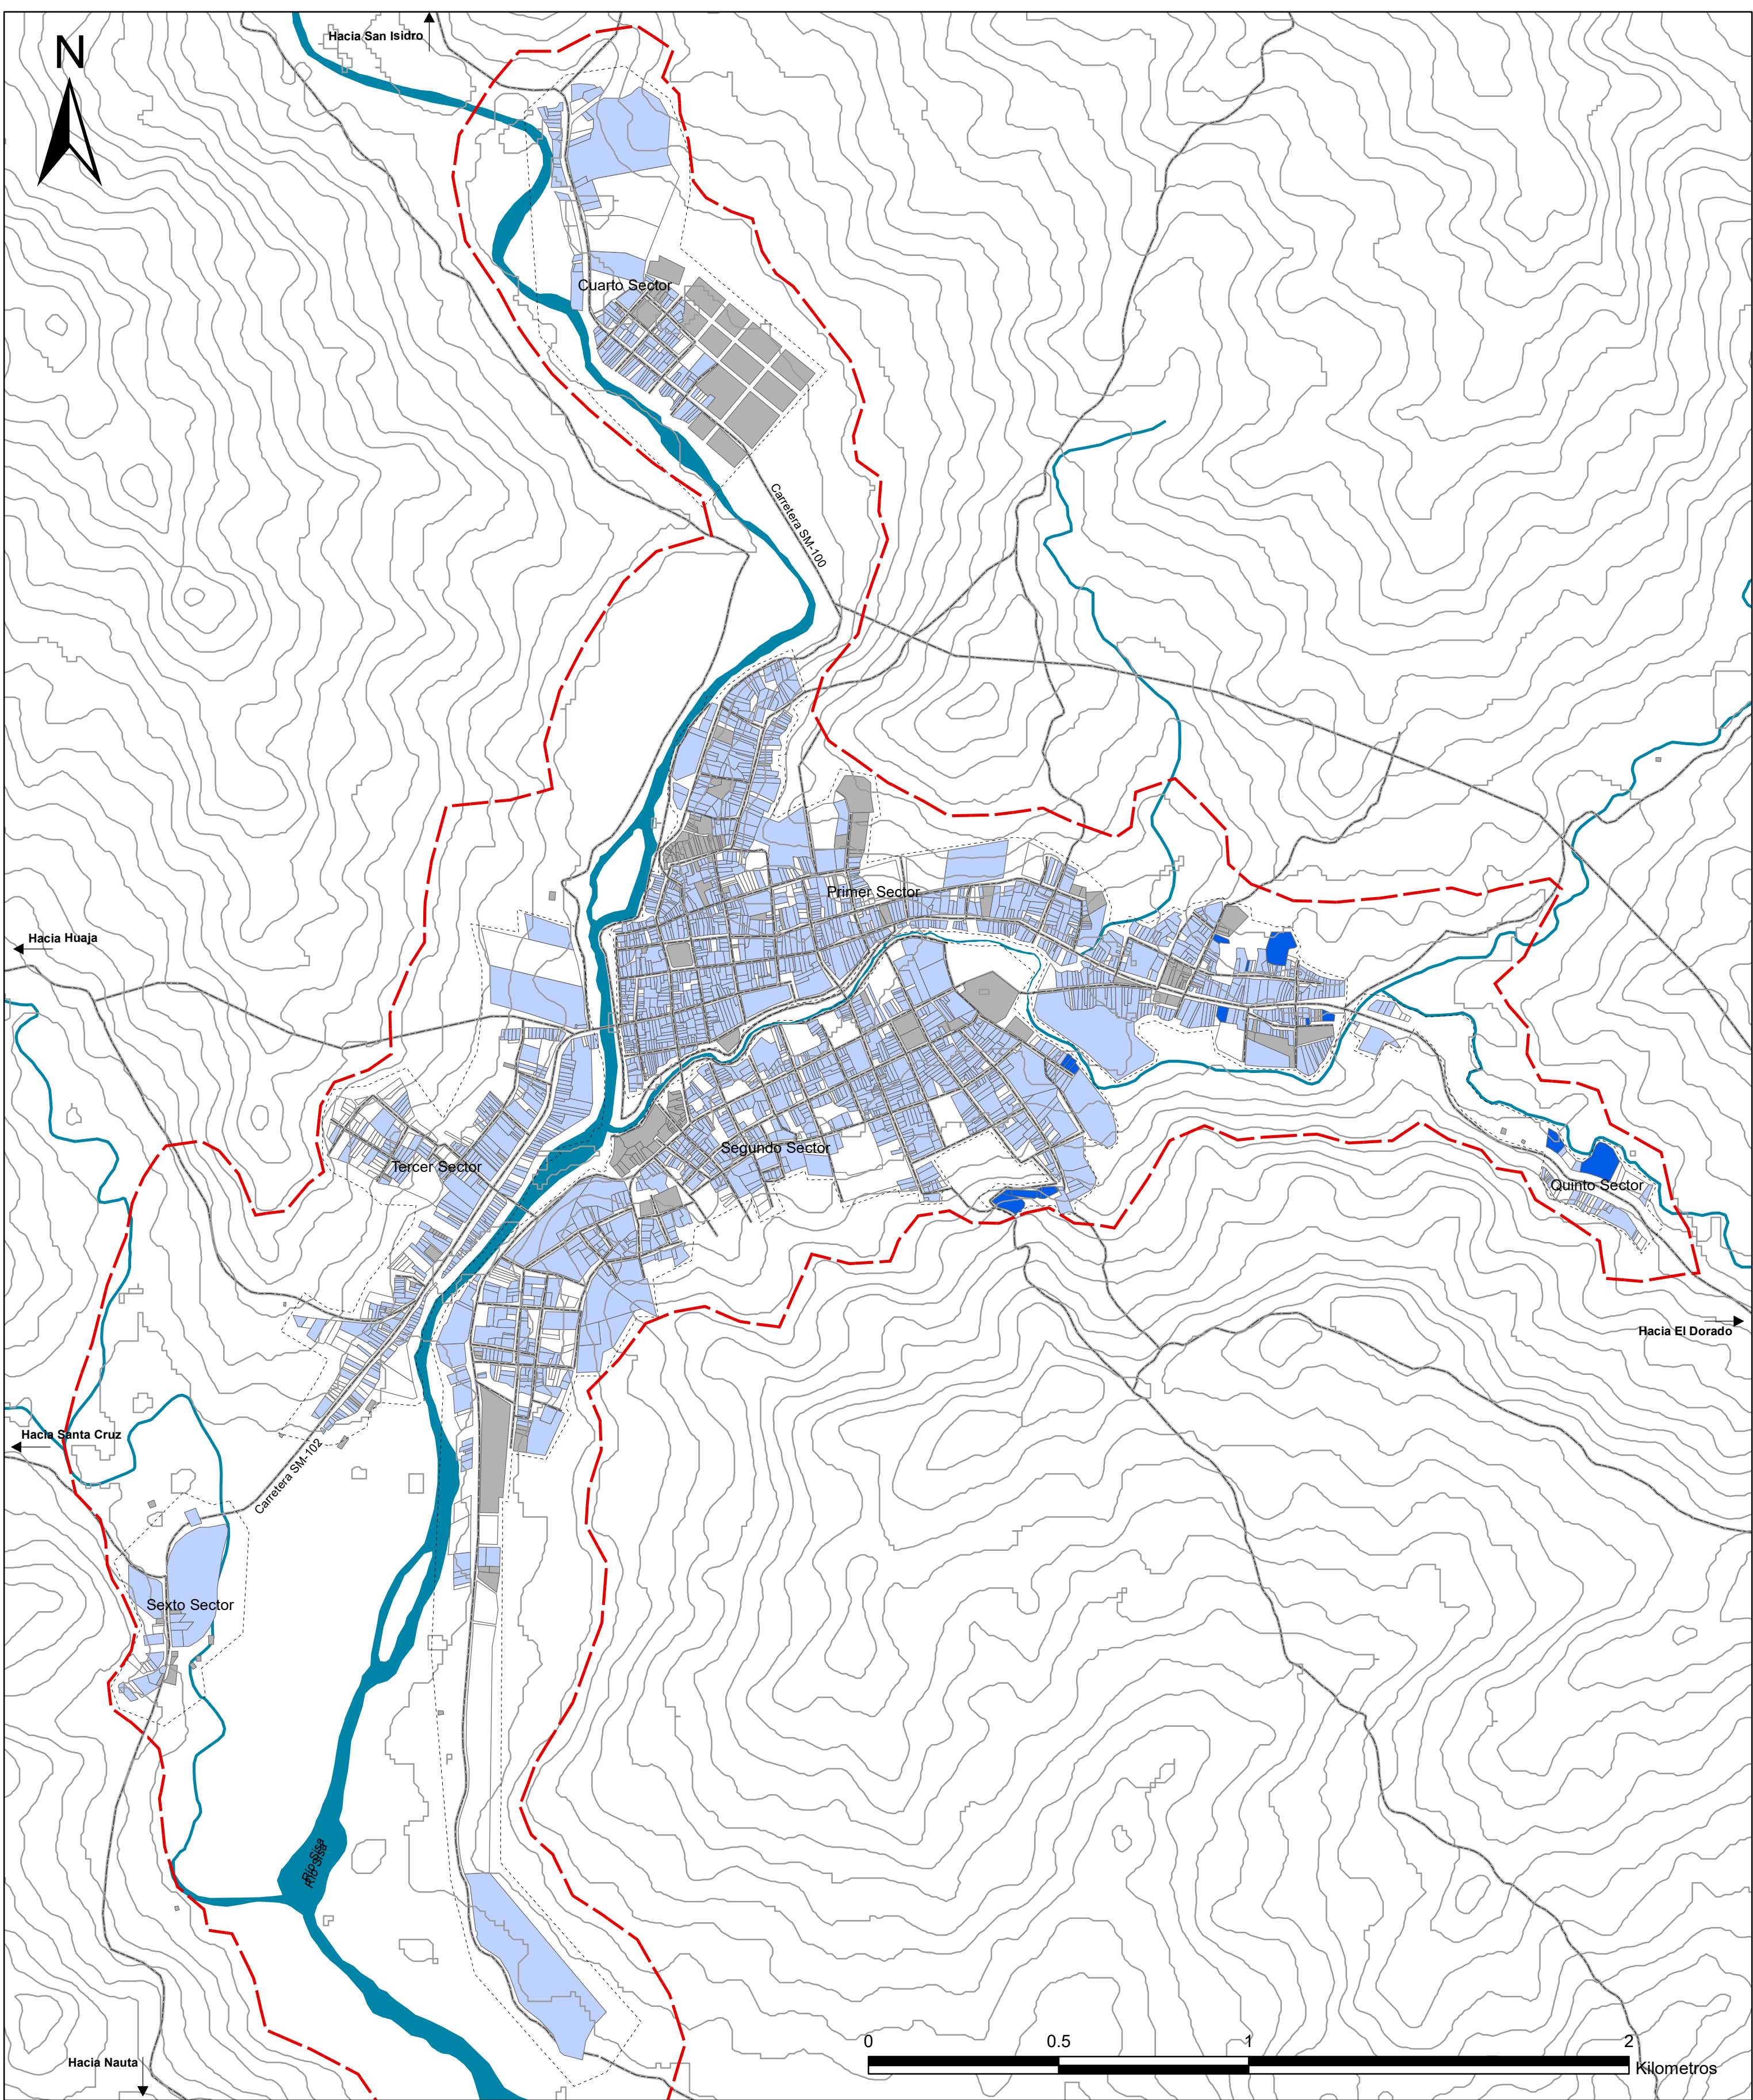 Hacia San Isidro
N
Cuarto Sector
Carretera SM-100
Primer Sector
Hacia Huaja
Segundo Sector
Tercer Sector
Quinto Sector
Hacia El Dorado
Hacia Santa Cruz
Carretera SM-102
Sexto Sector
Río Sisa
Río Sisa
0 0.5 1 2
Kilometros
Hacia Nauta